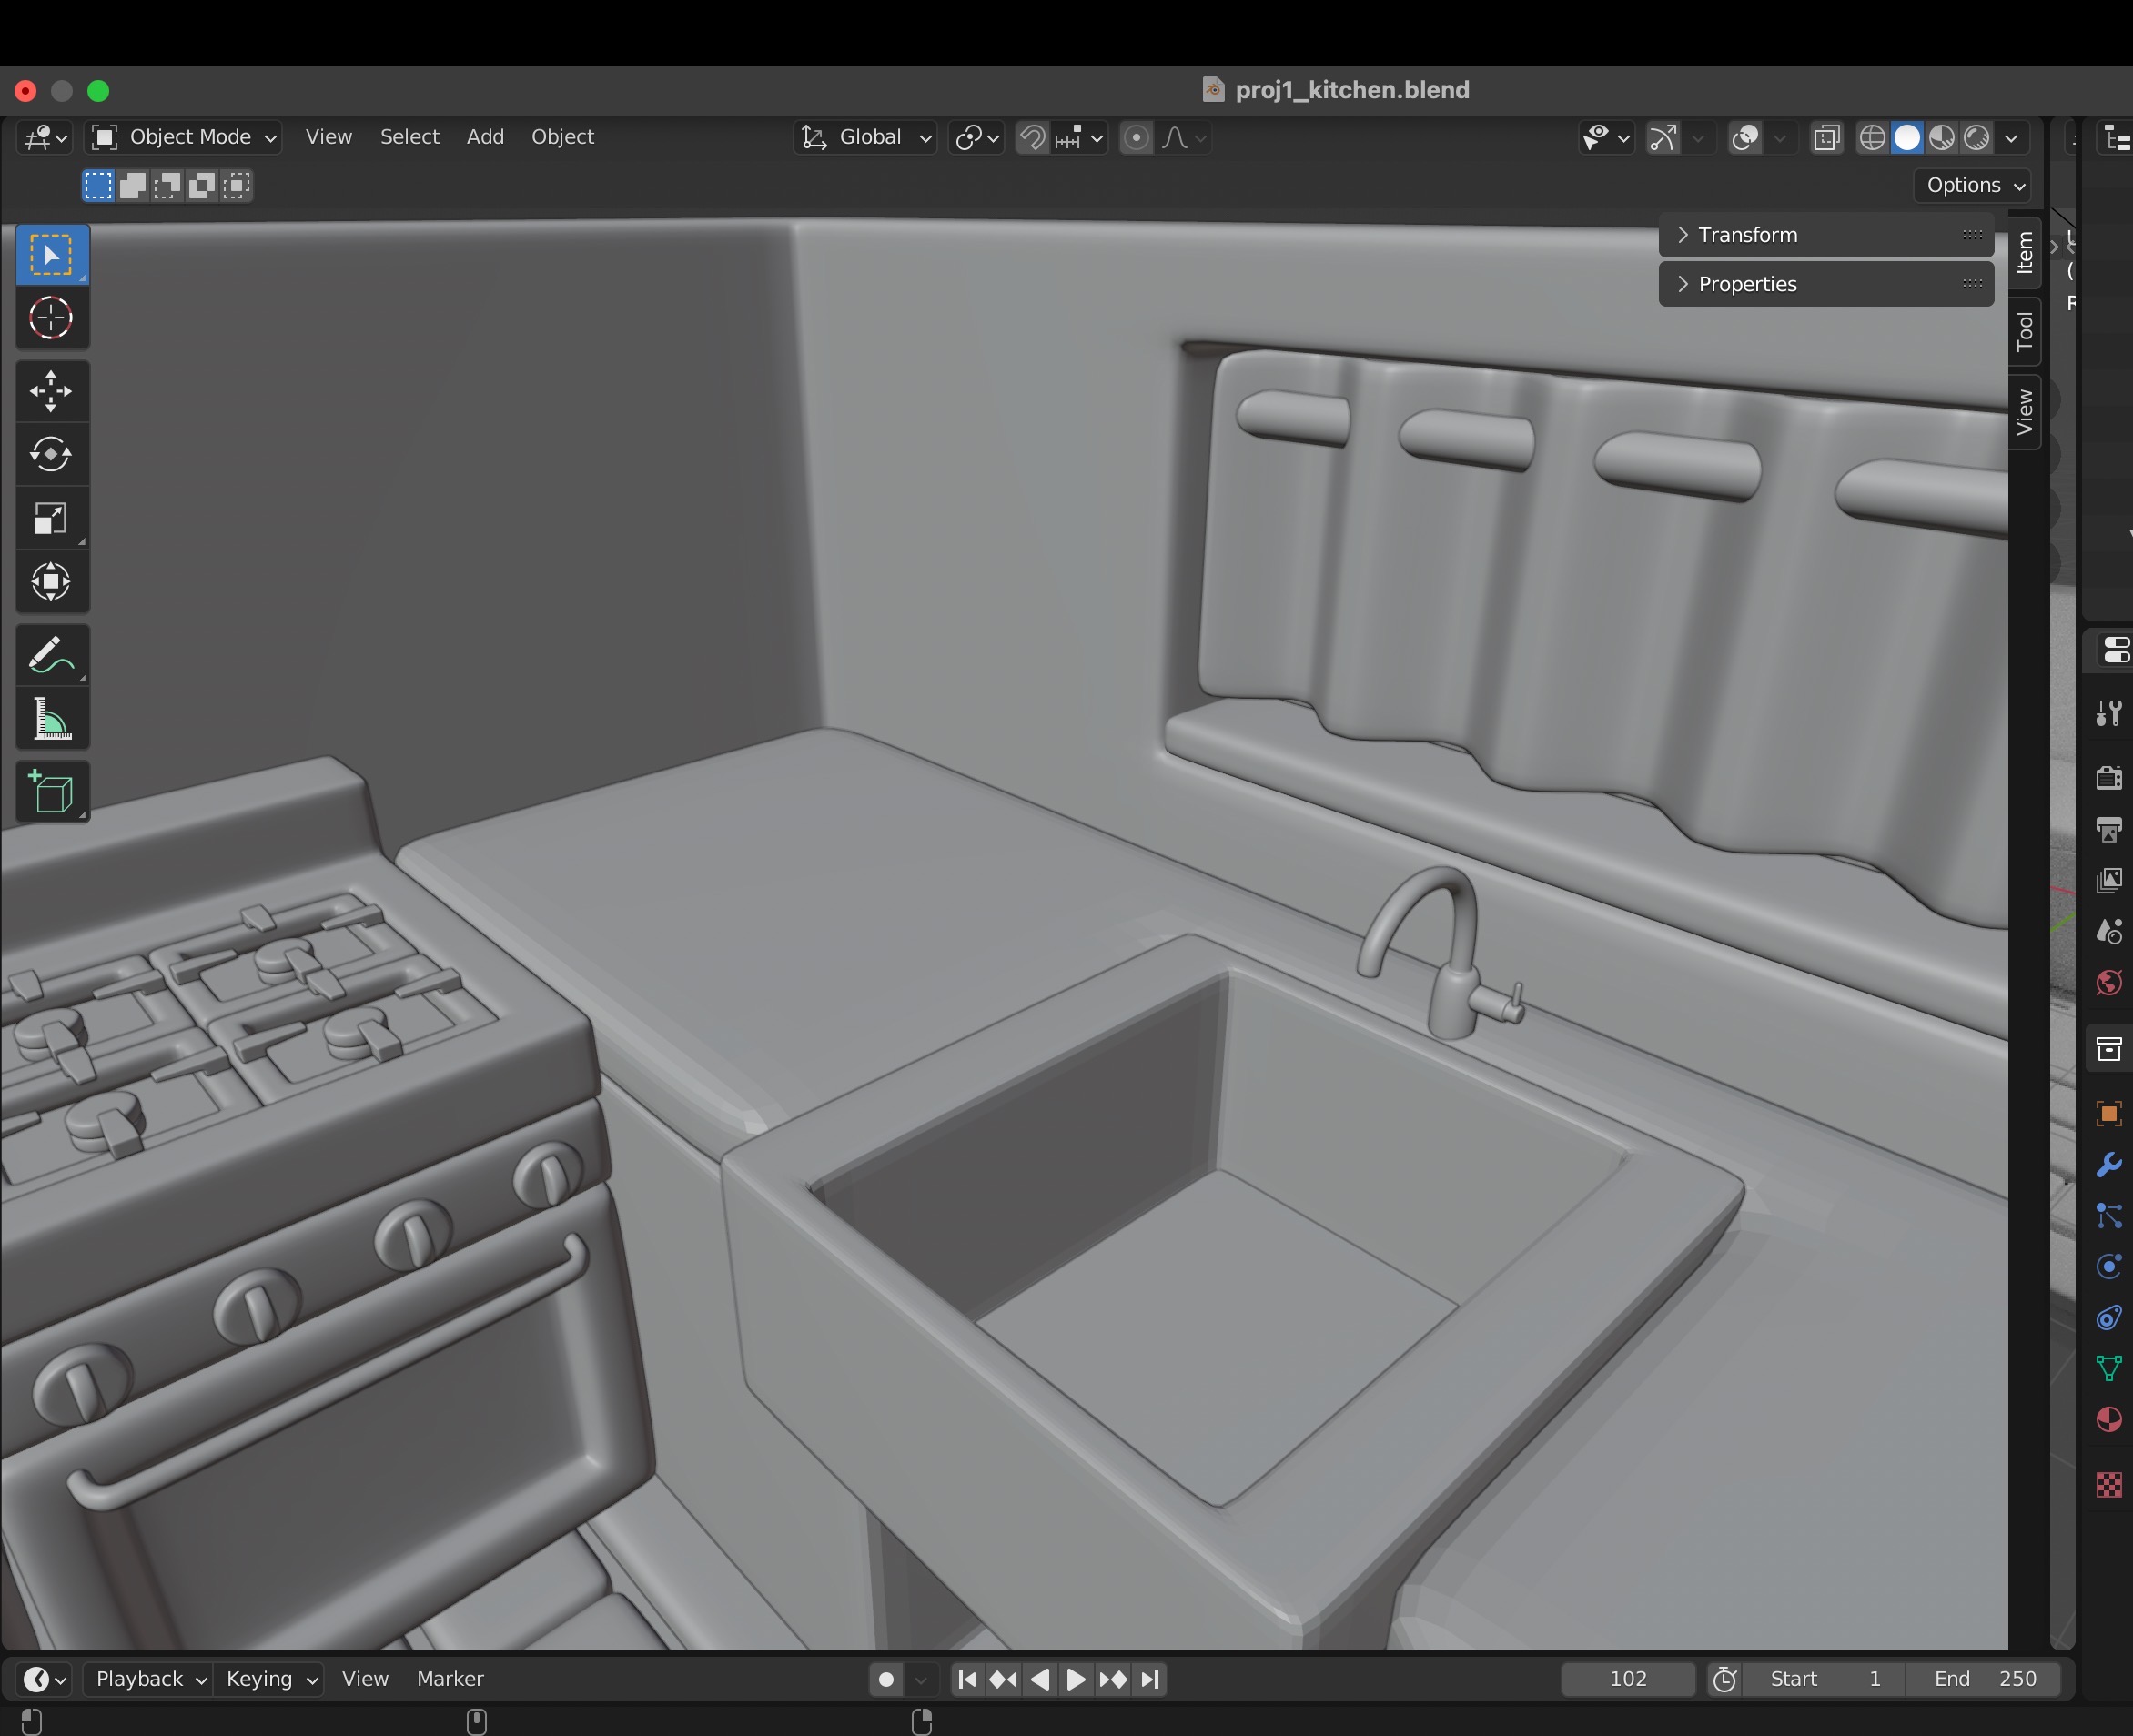 proj1_kitchen.blend
Object Mode View Select Add Object Global
Options
Transform
Properties
Item
Tool
View
Playback Keying View Marker 102 Start 1 End 250